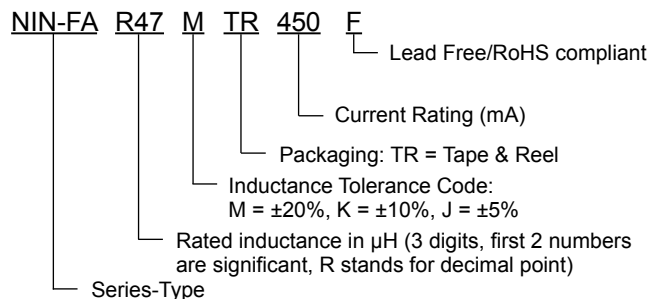 NIN-FA R47 M TR 450 F
Lead Free/RoHS compliant
Current Rating (mA)
Packaging: TR = Tape & Reel
Inductance Tolerance Code:
M = ±20%, K = ±10%, J = ±5%
Rated inductance in µH (3 digits, first 2 numbers
are significant, R stands for decimal point)
Series-Type